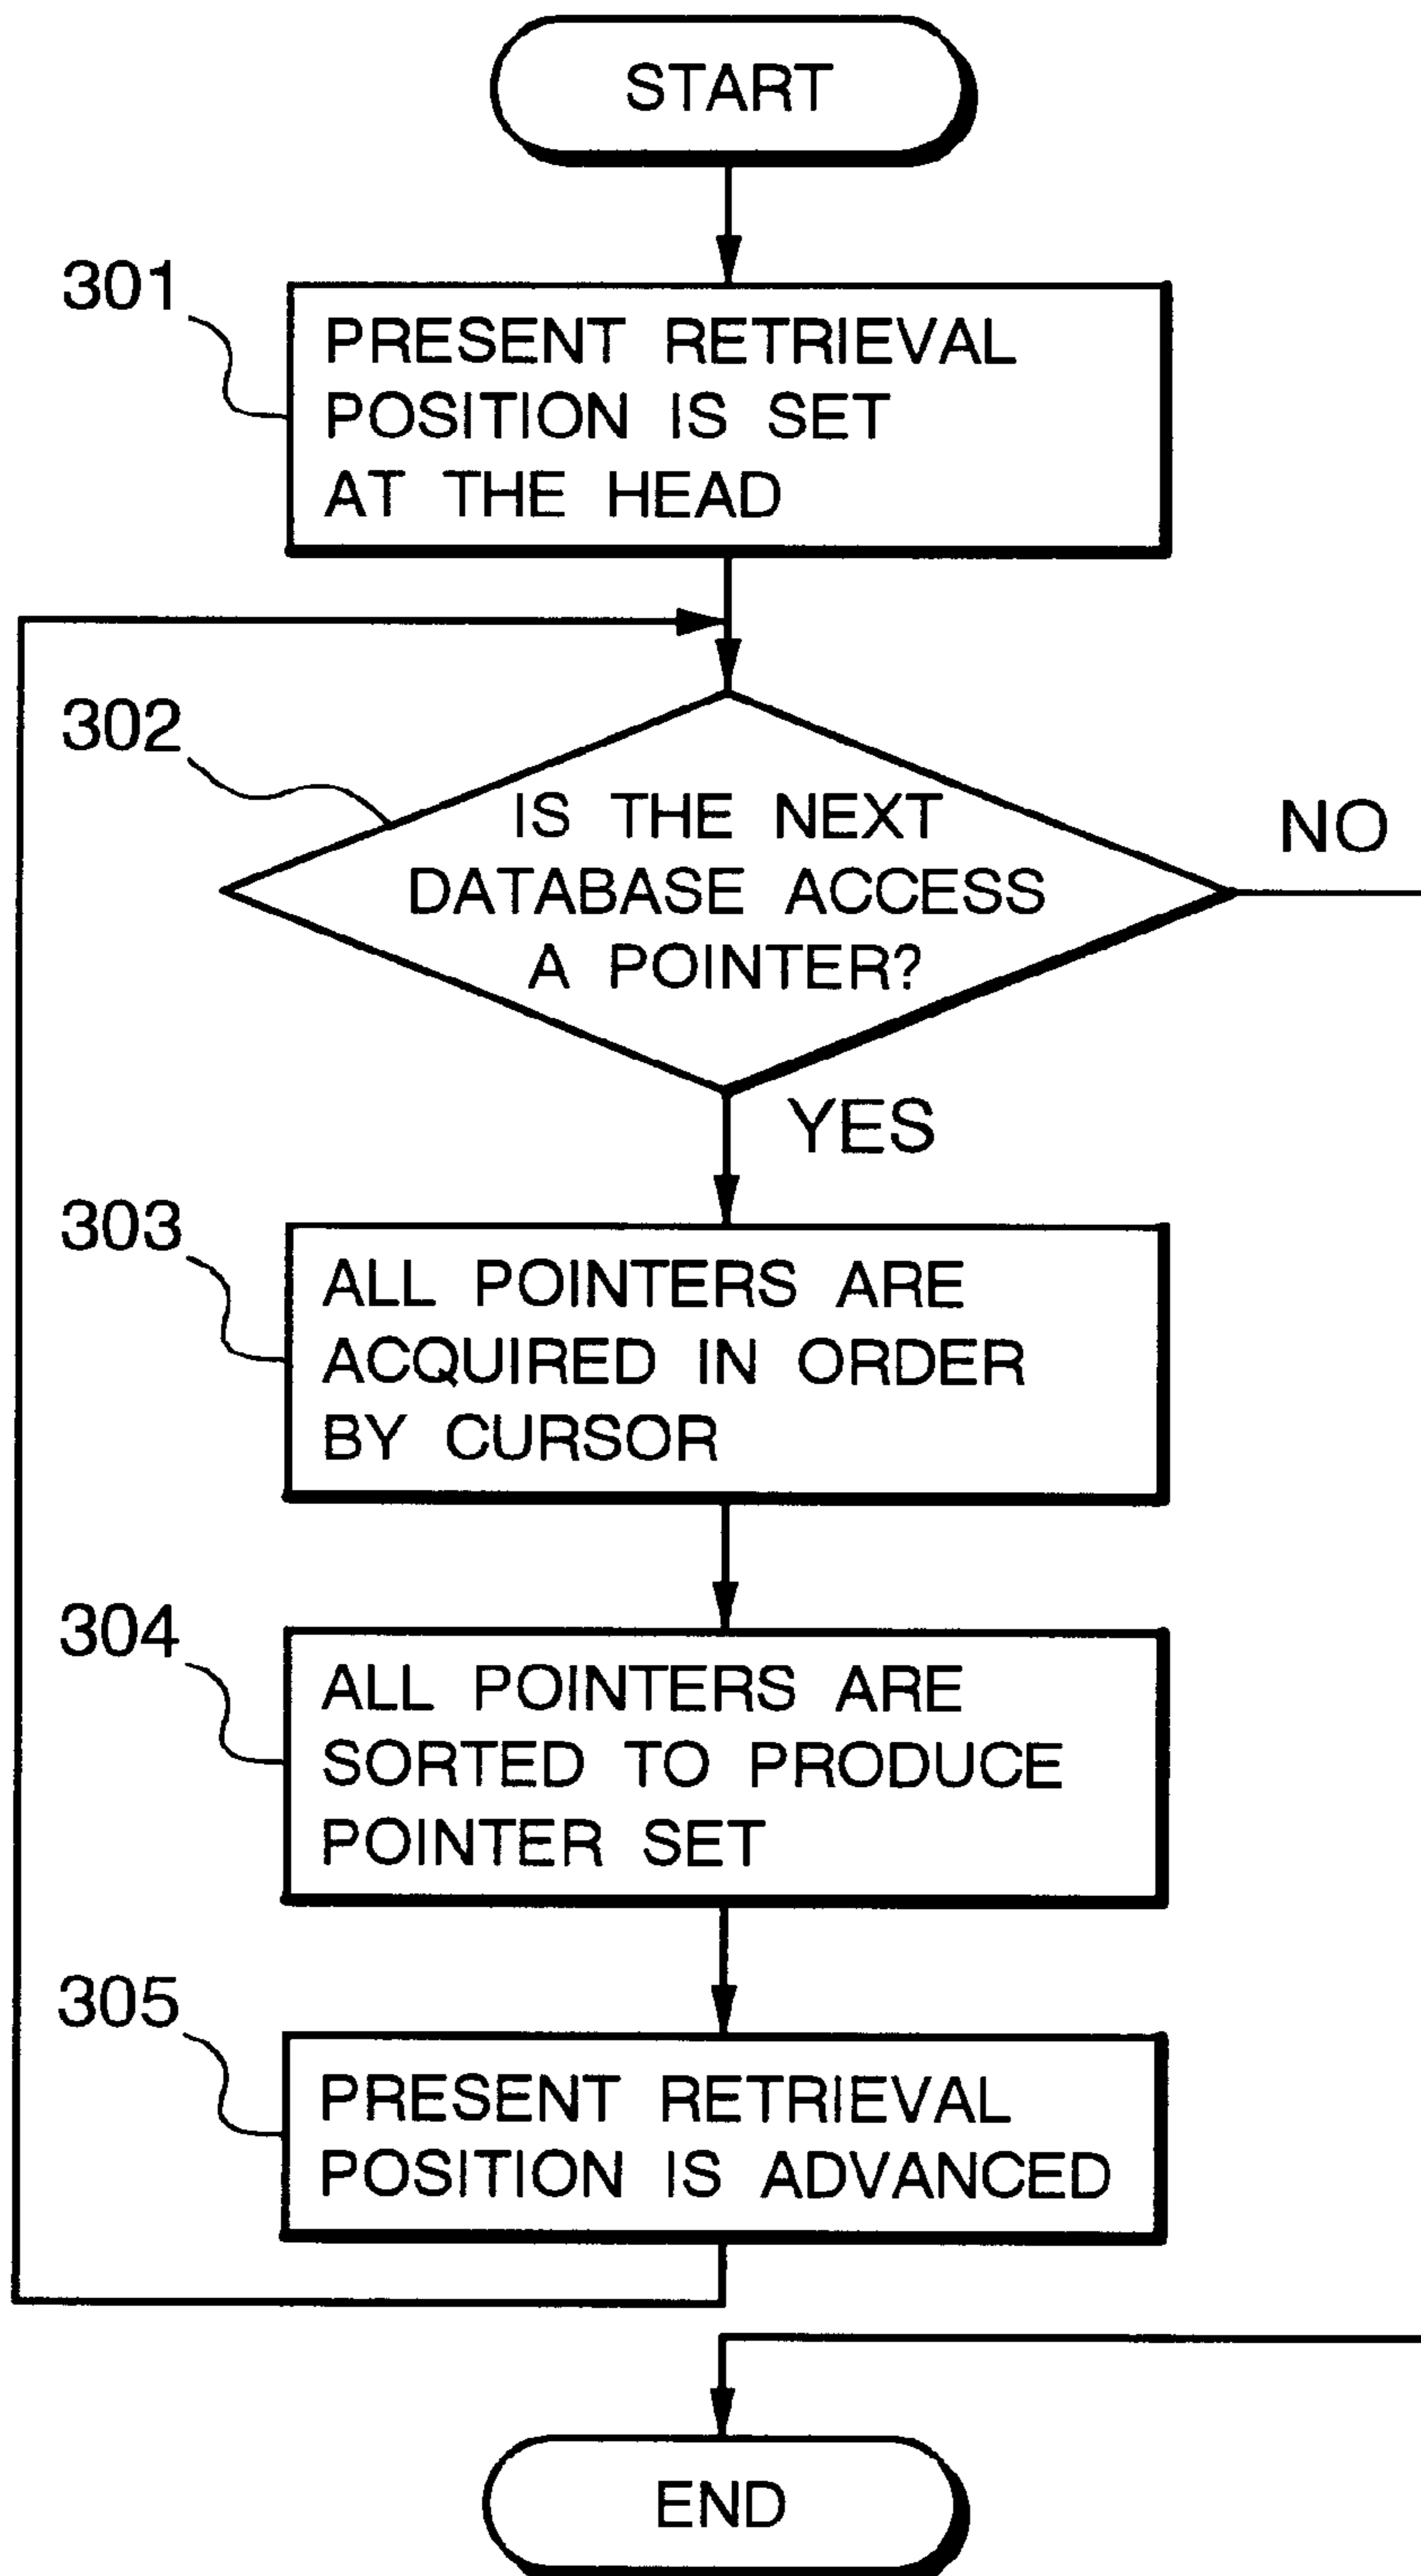 START
301
PRESENT RETRIEVAL
POSITION IS SET
AT THE HEAD
302
IS THE NEXT
DATABASE ACCESS
A POINTER?
NO
YES
303
ALL POINTERS ARE
ACQUIRED IN ORDER
BY CURSOR
304
ALL POINTERS ARE
SORTED TO PRODUCE
POINTER SET
305
PRESENT RETRIEVAL
POSITION IS ADVANCED
END